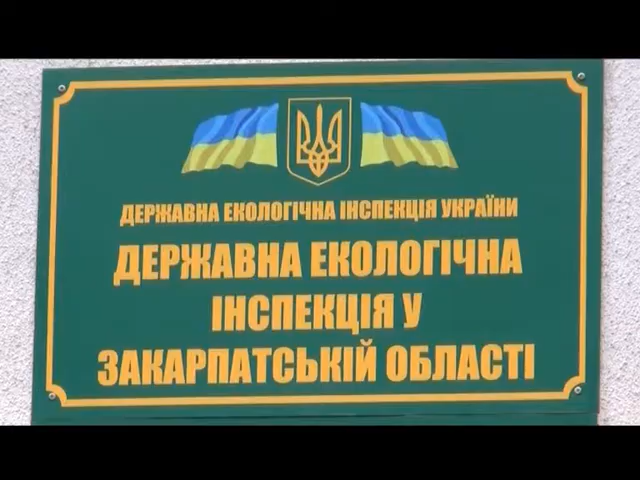 ДЕРЖАВНА ЕКОЛОГІЧНА ІНСПЕКЦІЯ УКРАЇНИ
ДЕРЖАВНА ЕКОЛОГІЧНА
ІНСПЕКЦІЯ У
ЗАКАРПАТСЬКІЙ ОБЛАСТІ